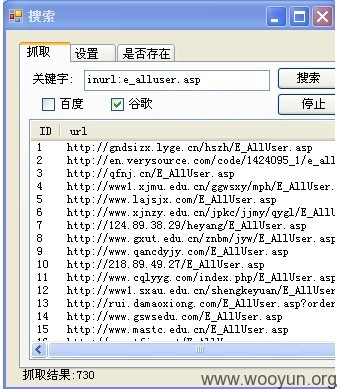 搜索
抓取 设置 是否存在
关键字: inurl:e_alluser.asp 搜索
百度 谷歌 停止
ID url
1 http://gndsizx.lyge.cn/hszh/E_AllUser.asp
2 http://en.verysource.com/code/1424095_1/e_all
3 http://qfnj.cn/E_AllUser.asp
4 http://www1.xjmu.edu.cn/ggwsxy/mph/E_AllUser.
5 http://www.lajsjx.com/E_AllUser.asp
6 http://www.xjnzy.edu.cn/jpkc/jjmy/qygl/E_AllU
7 http://124.89.38.29/heyang/E_AllUser.asp
8 http://www.gxut.edu.cn/znbm/jyw/E_AllUser.asp
9 http://www.qancdyjy.com/E_AllUser.asp
10 http://218.89.49.27/E_AllUser.asp
11 http://www.cqlyyg.com/index.php/E_AllUser.asp
12 http://www1.sxau.edu.cn/shengkeyuan/E_AllUser
13 http://rui.damaoxiong.com/E_AllUser.asp?order
14 http://www.gswsedu.com/E_AllUser.asp
15 http://www.mastc.edu.cn/E_AllUser.asp
抓取结果:730
www.wooyun.org